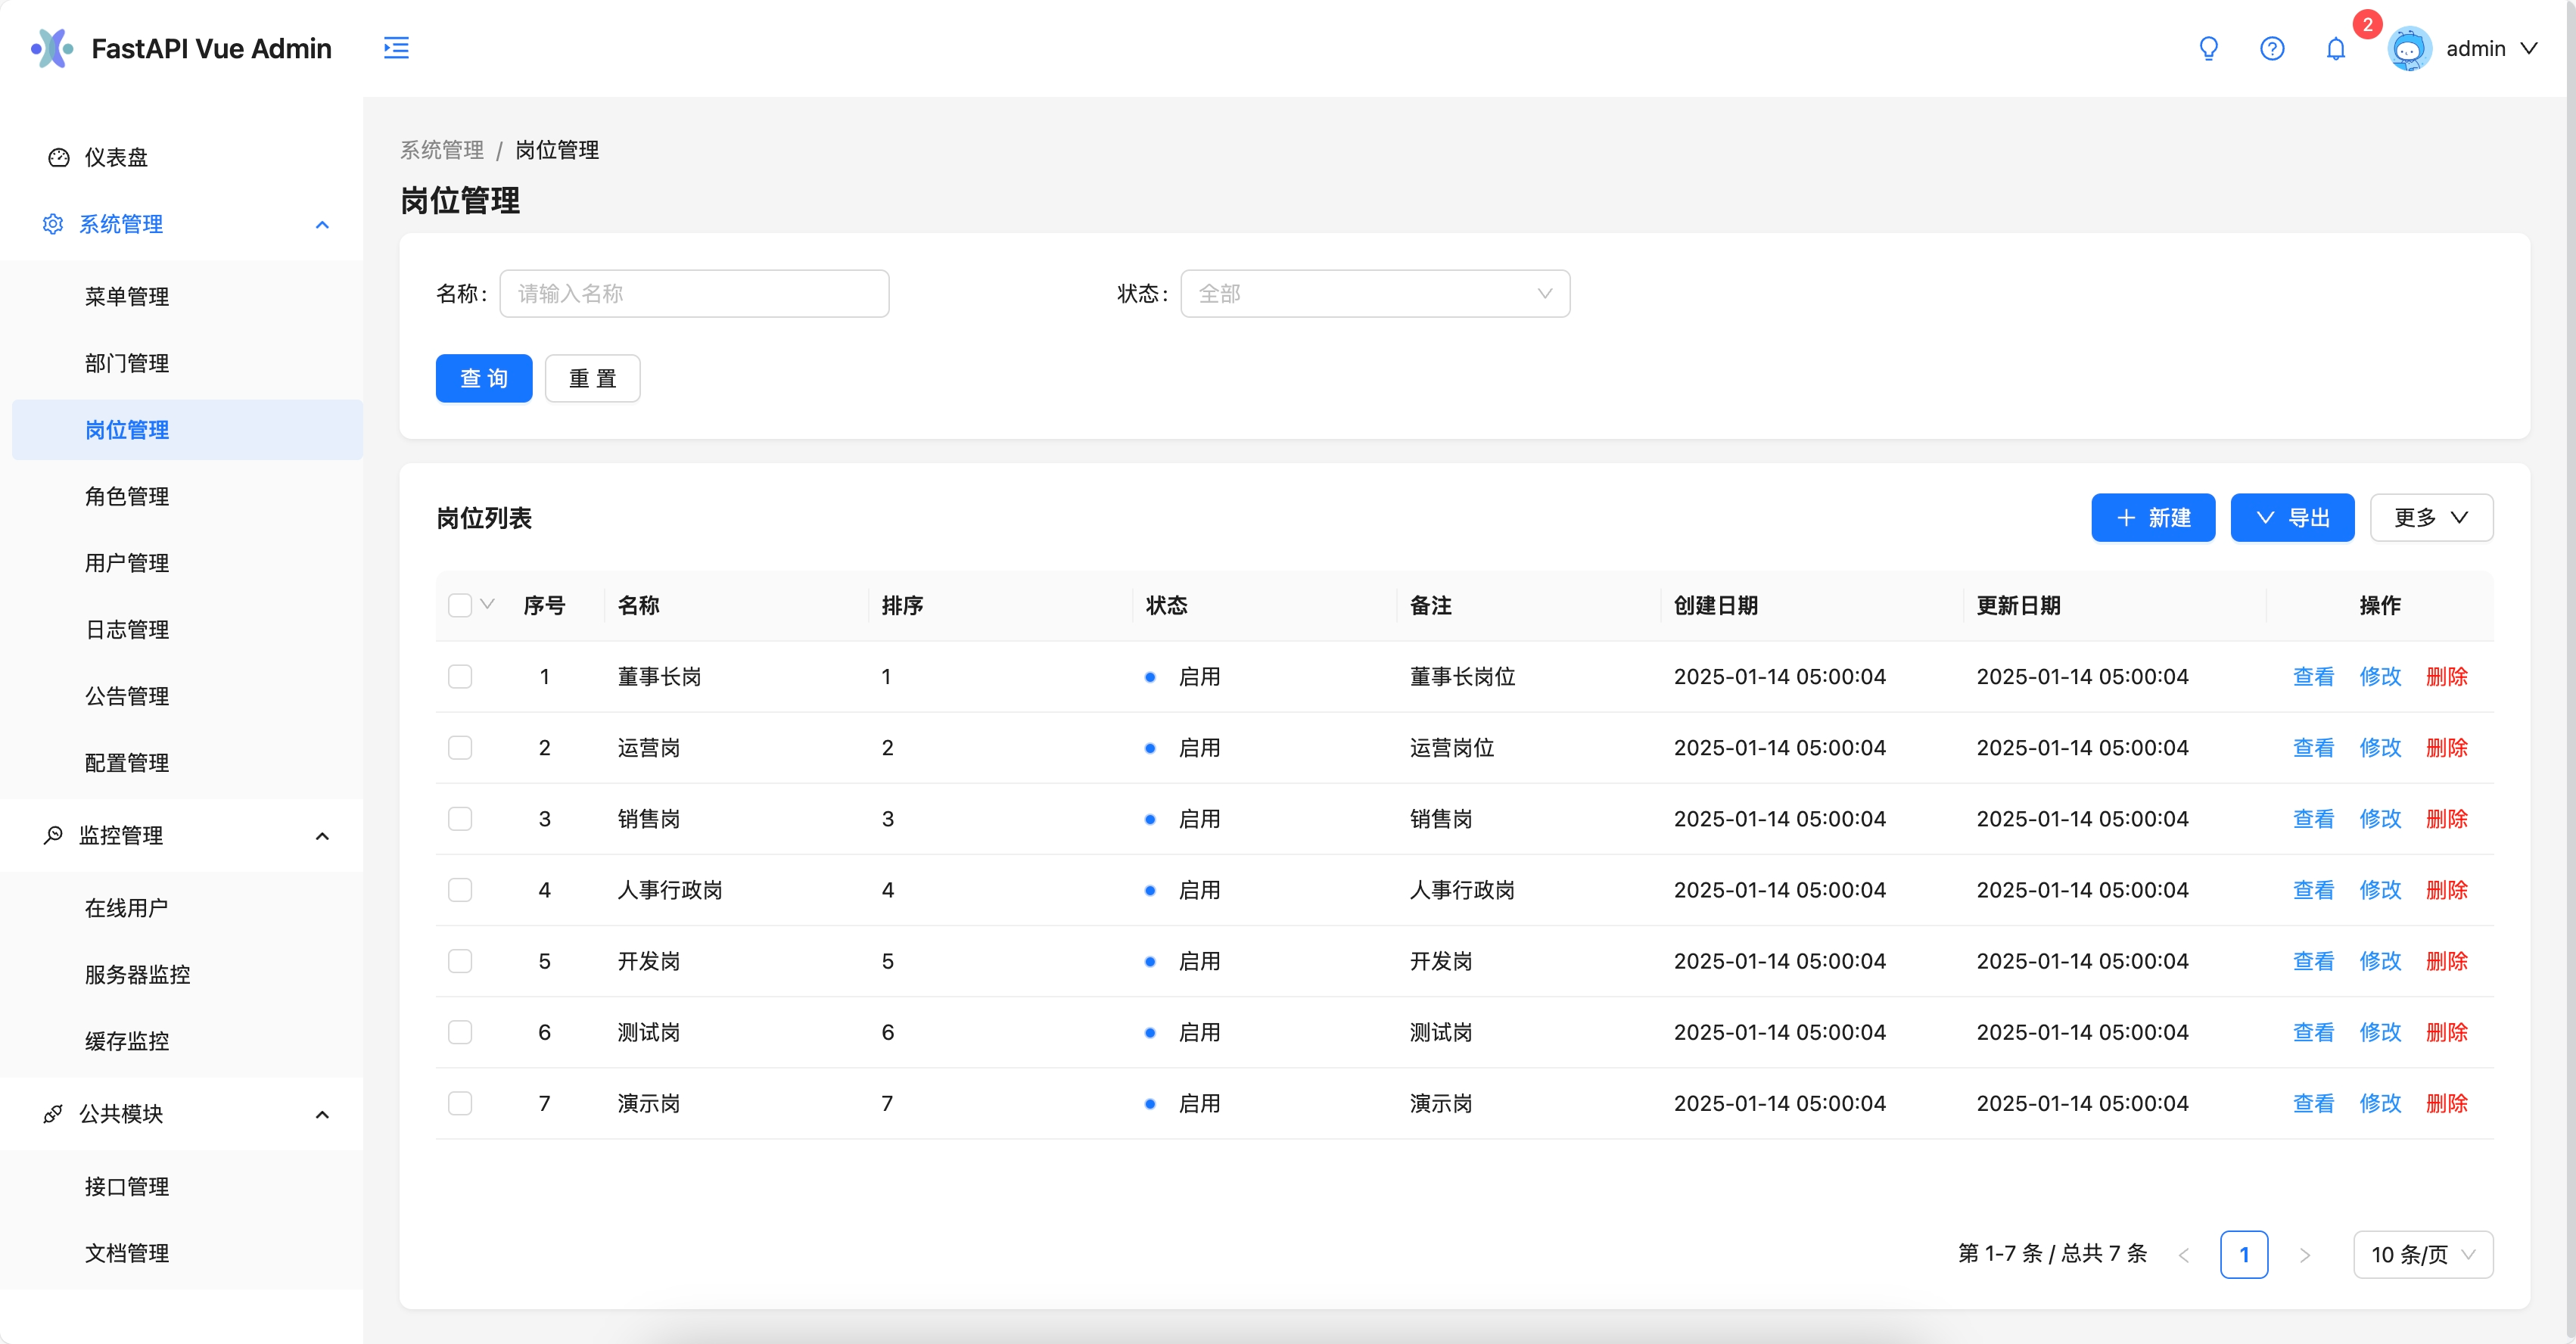 FastAPI Vue Admin
2
admin
仪表盘
系统管理
菜单管理
部门管理
岗位管理
角色管理
用户管理
日志管理
公告管理
配置管理
监控管理
在线用户
服务器监控
缓存监控
公共模块
接口管理
文档管理
系统管理 / 岗位管理
岗位管理
名称: 请输入名称 状态: 全部
查 询 重 置
岗位列表 新建 导出 更多
序号 名称 排序 状态 备注 创建日期 更新日期 操作
1 董事长岗 1 启用 董事长岗位 2025-01-14 05:00:04 2025-01-14 05:00:04 查看 修改 删除
2 运营岗 2 启用 运营岗位 2025-01-14 05:00:04 2025-01-14 05:00:04 查看 修改 删除
3 销售岗 3 启用 销售岗 2025-01-14 05:00:04 2025-01-14 05:00:04 查看 修改 删除
4 人事行政岗 4 启用 人事行政岗 2025-01-14 05:00:04 2025-01-14 05:00:04 查看 修改 删除
5 开发岗 5 启用 开发岗 2025-01-14 05:00:04 2025-01-14 05:00:04 查看 修改 删除
6 测试岗 6 启用 测试岗 2025-01-14 05:00:04 2025-01-14 05:00:04 查看 修改 删除
7 演示岗 7 启用 演示岗 2025-01-14 05:00:04 2025-01-14 05:00:04 查看 修改 删除
第 1-7 条 / 总共 7 条 < 1 > 10 条/页